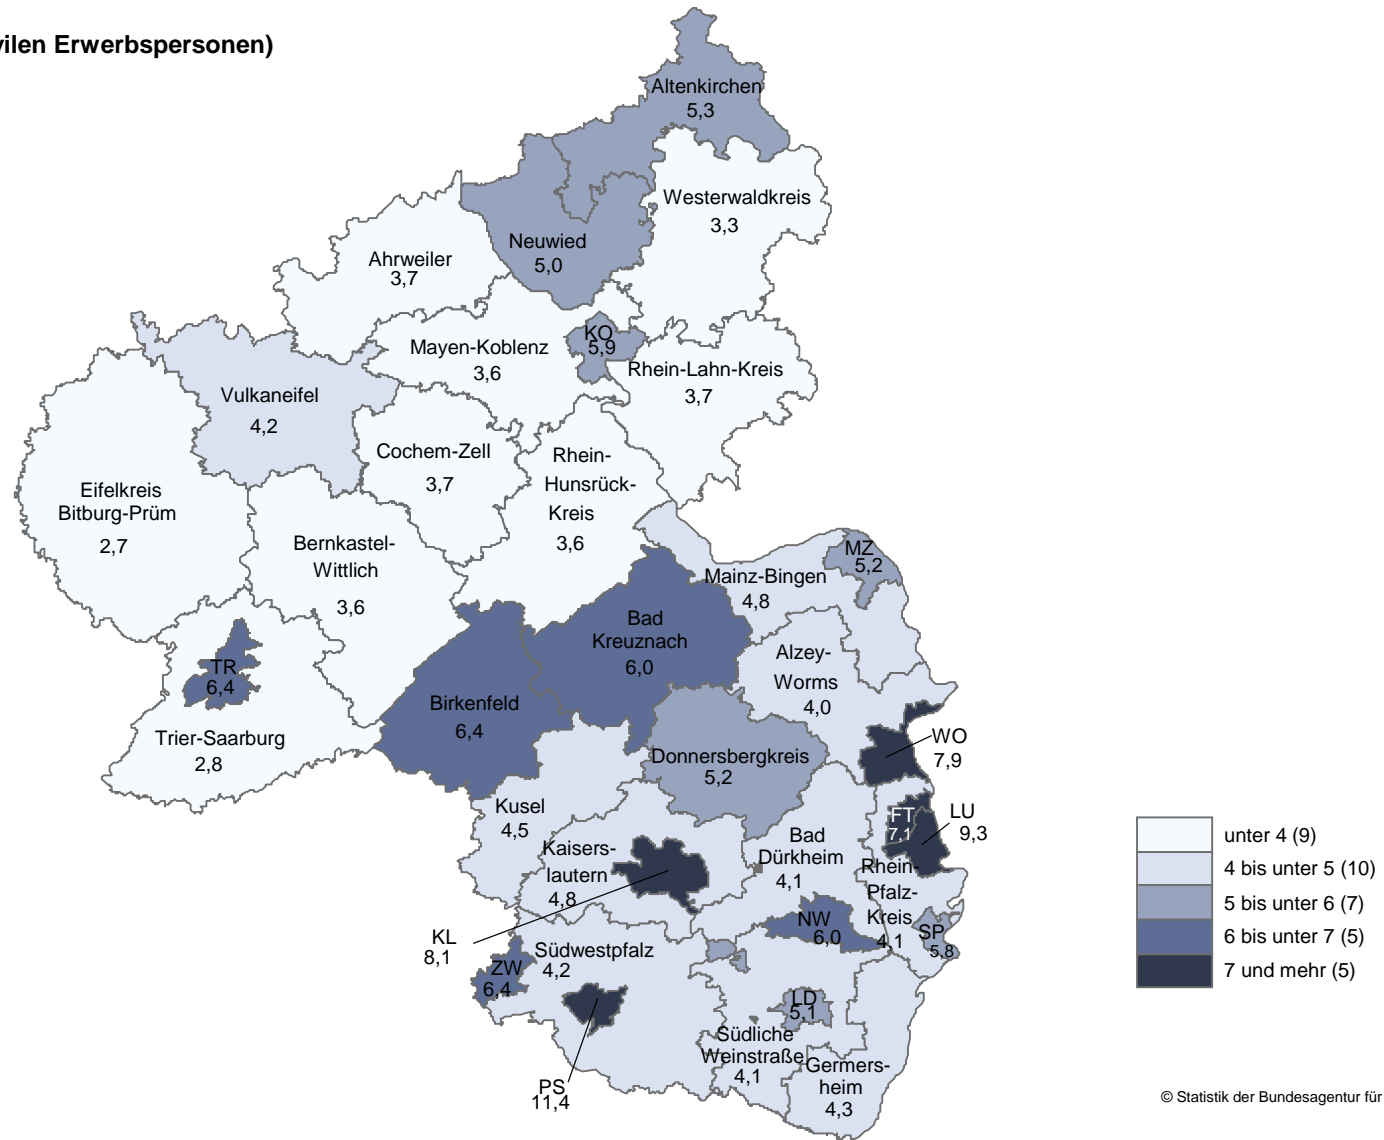 vilen Erwerbspersonen)
Altenkirchen
5,3
Westerwaldkreis
3,3
Neuwied
5,0
Ahrweiler
3,7
KO
5,9
Mayen-Koblenz
3,6
Rhein-Lahn-Kreis
3,7
Vulkaneifel
4,2
Cochem-Zell
3,7
Rhein-
Hunsrück-
Kreis
3,6
Eifelkreis
Bitburg-Prüm
2,7
Bernkastel-
Wittlich
3,6
MZ
5,2
Mainz-Bingen
4,8
Bad
Kreuznach
6,0
Alzey-
Worms
4,0
TR
6,4
Birkenfeld
6,4
Trier-Saarburg
2,8
Donnersbergkreis
5,2
WO
7,9
Kusel
4,5
FT
7,1
LU
9,3
Kaisers-
lautern
4,8
Bad
Dürkheim
4,1
Rhein-
Pfalz-
Kreis
4,1
NW
6,0
SP
5,8
KL
8,1
Südwestpfalz
4,2
ZW
6,4
LD
5,1
Südliche
Weinstraße
4,1
Germers-
heim
4,3
PS
11,4
unter 4 (9)
4 bis unter 5 (10)
5 bis unter 6 (7)
6 bis unter 7 (5)
7 und mehr (5)
© Statistik der Bundesagentur für